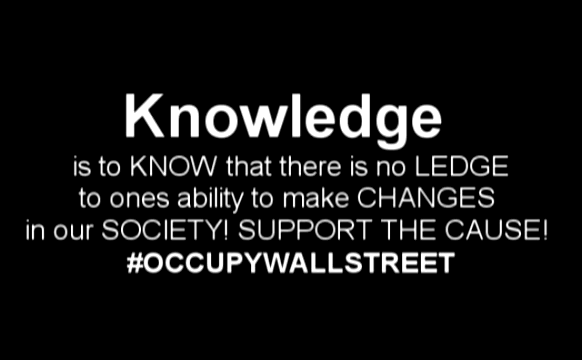 Knowledge
is to KNOW that there is no LEDGE
to ones ability to make CHANGES
in our SOCIETY! SUPPORT THE CAUSE!
#OCCUPYWALLSTREET